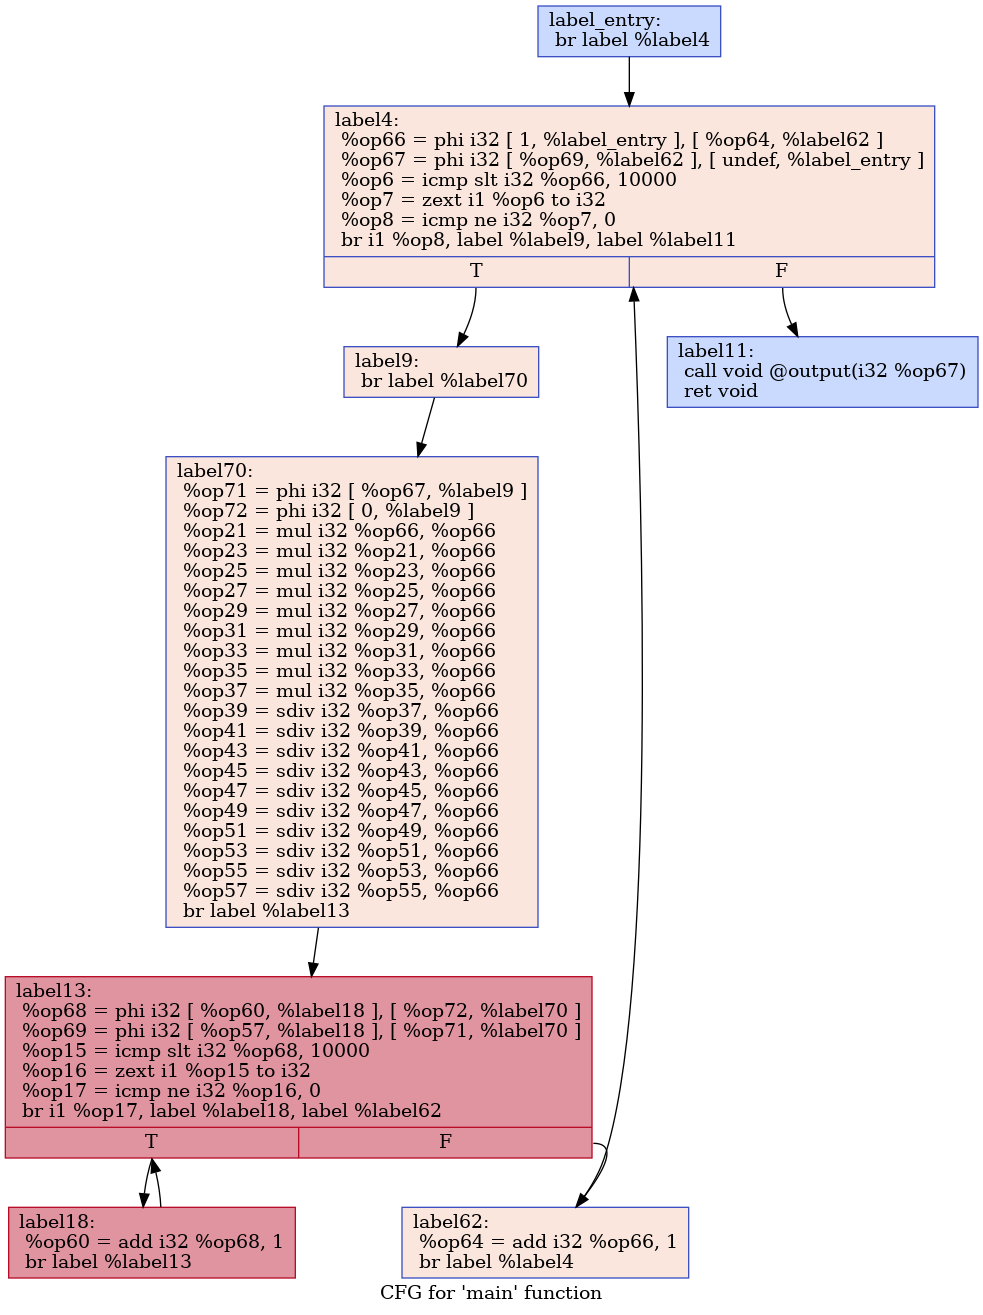 label_entry:
br label %label4
label4:
%op66 = phi i32 [ 1, %label_entry ], [ %op64, %label62 ]
%op67 = phi i32 [ %op69, %label62 ], [ undef, %label_entry ]
%op6 = icmp slt i32 %op66, 10000
%op7 = zext i1 %op6 to i32
%op8 = icmp ne i32 %op7, 0
br i1 %op8, label %label9, label %label11
T F
label9:
br label %label70
label11:
call void @output(i32 %op67)
ret void
label70:
%op71 = phi i32 [ %op67, %label9 ]
%op72 = phi i32 [ 0, %label9 ]
%op21 = mul i32 %op66, %op66
%op23 = mul i32 %op21, %op66
%op25 = mul i32 %op23, %op66
%op27 = mul i32 %op25, %op66
%op29 = mul i32 %op27, %op66
%op31 = mul i32 %op29, %op66
%op33 = mul i32 %op31, %op66
%op35 = mul i32 %op33, %op66
%op37 = mul i32 %op35, %op66
%op39 = sdiv i32 %op37, %op66
%op41 = sdiv i32 %op39, %op66
%op43 = sdiv i32 %op41, %op66
%op45 = sdiv i32 %op43, %op66
%op47 = sdiv i32 %op45, %op66
%op49 = sdiv i32 %op47, %op66
%op51 = sdiv i32 %op49, %op66
%op53 = sdiv i32 %op51, %op66
%op55 = sdiv i32 %op53, %op66
%op57 = sdiv i32 %op55, %op66
br label %label13
label13:
%op68 = phi i32 [ %op60, %label18 ], [ %op72, %label70 ]
%op69 = phi i32 [ %op57, %label18 ], [ %op71, %label70 ]
%op15 = icmp slt i32 %op68, 10000
%op16 = zext i1 %op15 to i32
%op17 = icmp ne i32 %op16, 0
br i1 %op17, label %label18, label %label62
T F
label18:
%op60 = add i32 %op68, 1
br label %label13
label62:
%op64 = add i32 %op66, 1
br label %label4
CFG for 'main' function